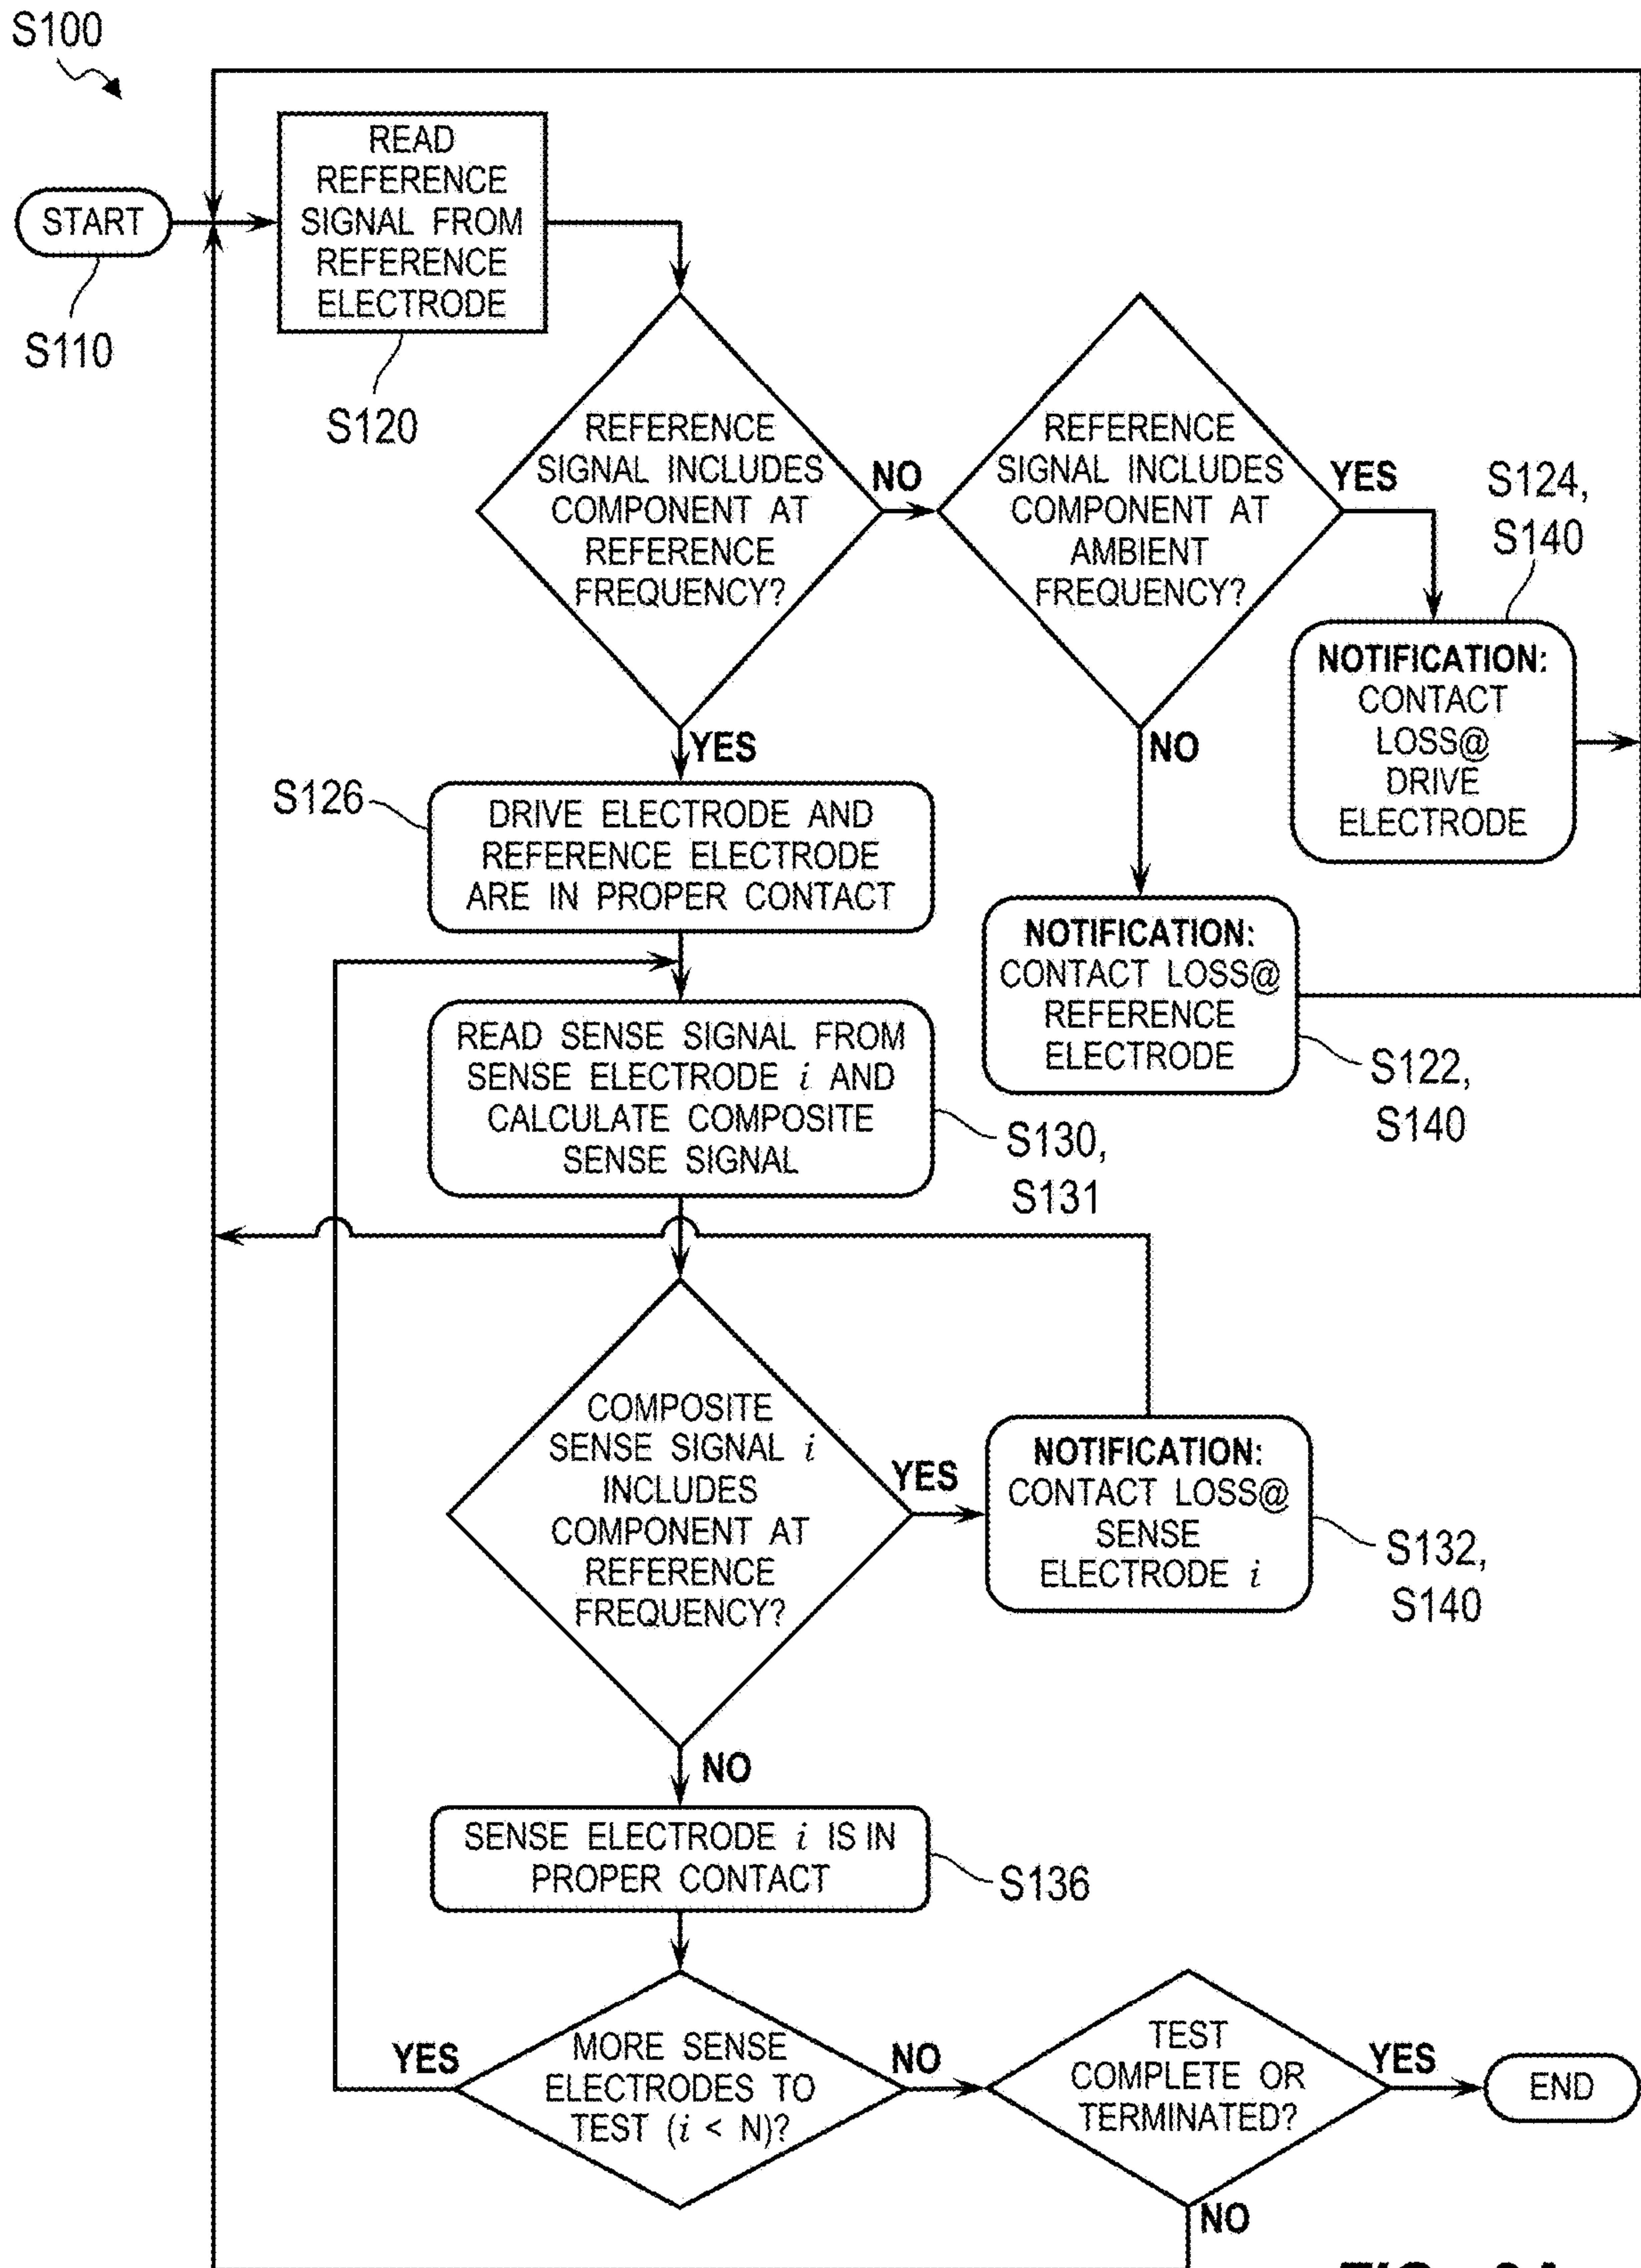 S100
READ
REFERENCE
SIGNAL FROM
REFERENCE
ELECTRODE
START
S110
S120
REFERENCE
SIGNAL INCLUDES
COMPONENT AT
REFERENCE
FREQUENCY?
NO
REFERENCE
SIGNAL INCLUDES
COMPONENT AT
AMBIENT
FREQUENCY?
YES
S124,
S140
NOTIFICATION:
CONTACT
LOSS@
DRIVE
ELECTRODE
YES
NO
S126
DRIVE ELECTRODE AND
REFERENCE ELECTRODE
ARE IN PROPER CONTACT
NOTIFICATION:
CONTACT LOSS@
REFERENCE
ELECTRODE
S122,
S140
READ SENSE SIGNAL FROM
SENSE ELECTRODE i AND
CALCULATE COMPOSITE
SENSE SIGNAL
S130,
S131
COMPOSITE
SENSE SIGNAL i
INCLUDES
COMPONENT AT
REFERENCE
FREQUENCY?
YES
NOTIFICATION:
CONTACT LOSS@
SENSE
ELECTRODE i
S132,
S140
NO
SENSE ELECTRODE i IS IN
PROPER CONTACT
S136
YES
MORE SENSE
ELECTRODES TO
TEST (i < N)?
NO
TEST
COMPLETE OR
TERMINATED?
YES
END
NO